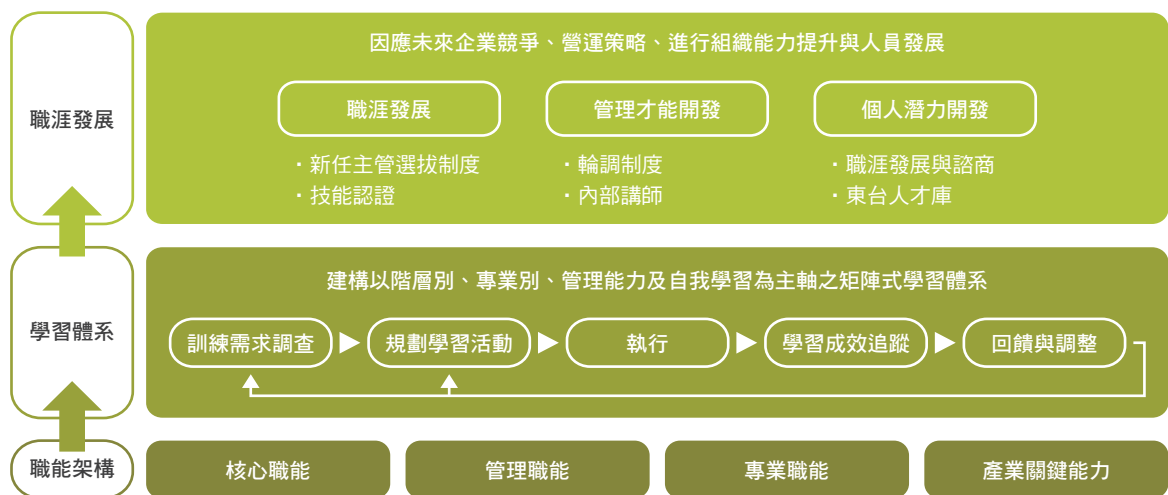 因應未來企業競爭、營運策略、進行組織能力提升與人員發展
職涯發展
職涯發展
管理才能開發
個人潛力開發
・新任主管選拔制度
・技能認證
・輪調制度
・內部講師
・職涯發展與諮商
・東台人才庫
建構以階層別、專業別、管理能力及自我學習為主軸之矩陣式學習體系
學習體系
訓練需求調查
規劃學習活動
執行
學習成效追蹤
回饋與調整
職能架構
核心職能
管理職能
專業職能
產業關鍵能力